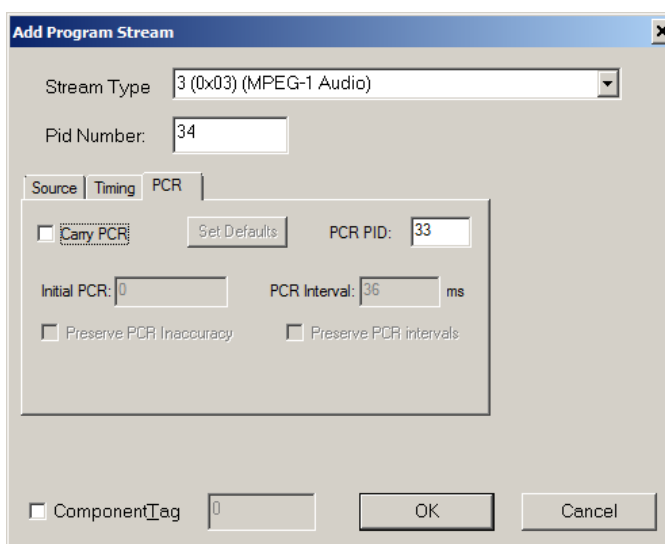 Add Program Stream
Stream Type 3 (0x03) (MPEG-1 Audio)
Pid Number: 34
Source Timing PCR
Carry PCR Set Defaults PCR PID: 33
Initial PCR: 0 PCR Interval: 36 ms
Preserve PCR Inaccuracy Preserve PCR intervals
ComponentTag 0 OK Cancel